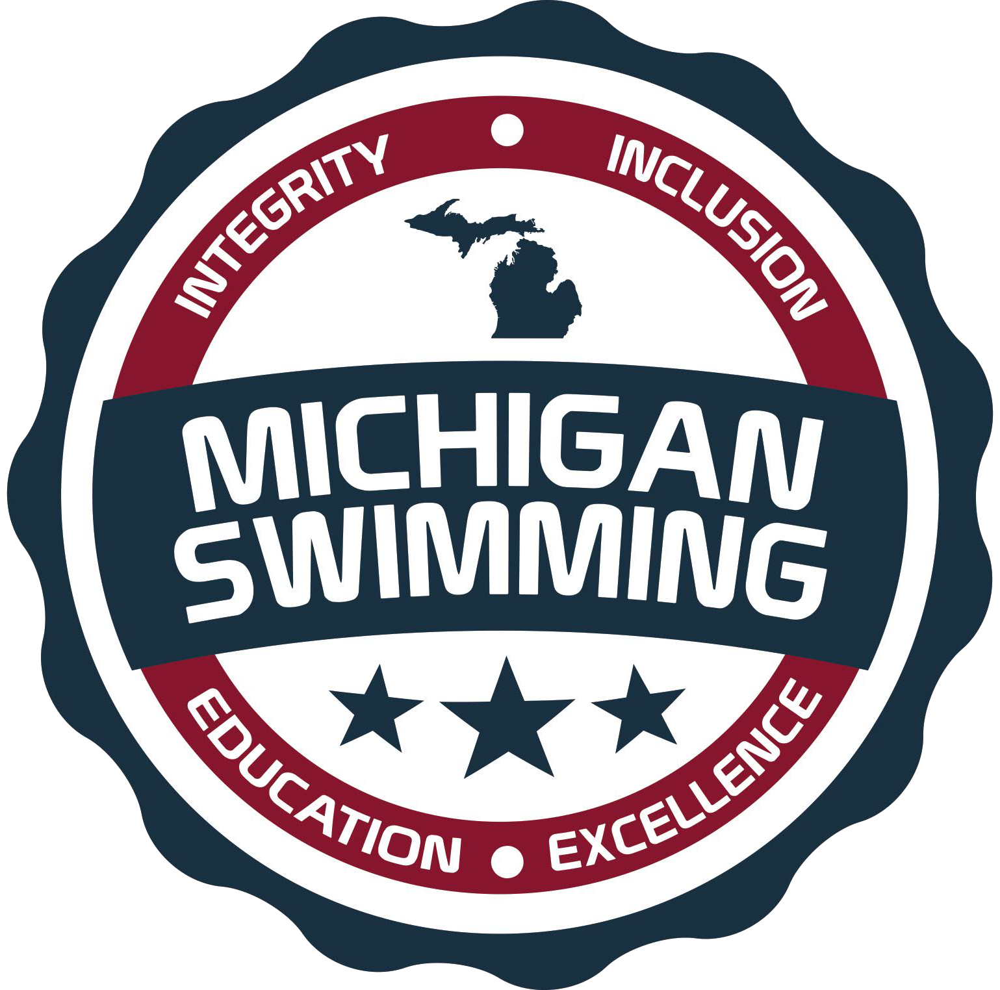 INTEGRITY
INCLUSION
MICHIGAN
SWIMMING
EDUCATION
EXCELLENCE